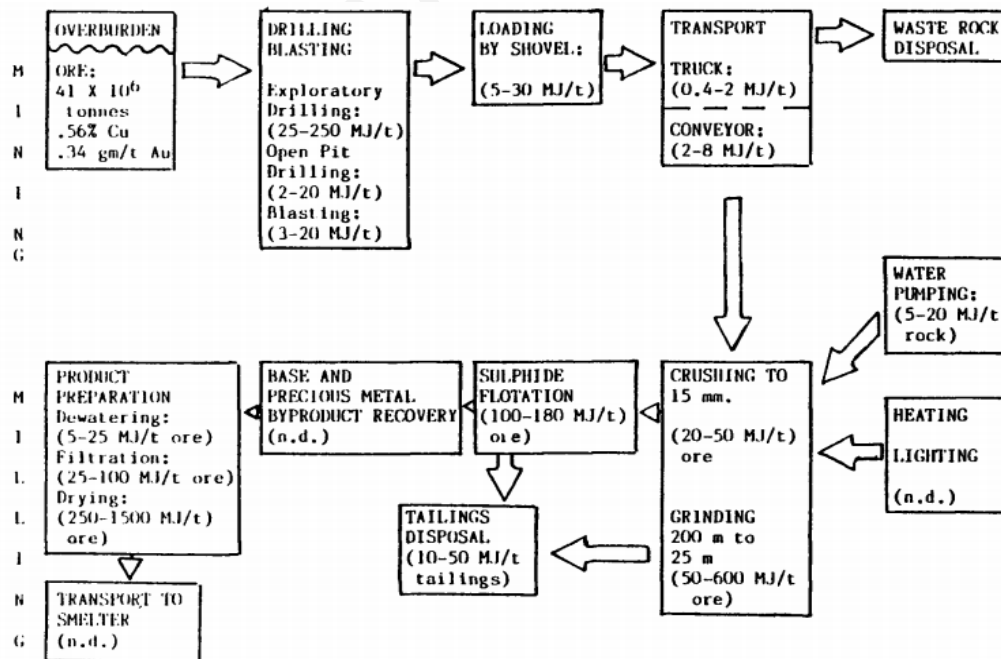 OVERBURDEN
ORE:
41 X 10⁶
tonnes
.56% Cu
.34 gm/t Au
DRILLING
BLASTING
Exploratory
Drilling:
(25-250 MJ/t)
Open Pit
Drilling:
(2-20 MJ/t)
Blasting:
(3-20 MJ/t)
LOADING
BY SHOVEL:
(5-30 MJ/t)
TRANSPORT
TRUCK:
(0.4-2 MJ/t)
CONVEYOR:
(2-8 MJ/t)
WASTE ROCK
DISPOSAL
M
I
N
I
N
G
WATER
PUMPING:
(5-20 MJ/t
rock)
HEATING
LIGHTING
(n.d.)
CRUSHING TO
15 mm.
(20-50 MJ/t)
ore
GRINDING
200 m to
25 m
(50-600 MJ/t
ore)
SULPHIDE
FLOTATION
(100-180 MJ/t)
ore)
TAILINGS
DISPOSAL
(10-50 MJ/t
tailings)
BASE AND
PRECIOUS METAL
BYPRODUCT RECOVERY
(n.d.)
PRODUCT
PREPARATION
Dewatering:
(5-25 MJ/t ore)
Filtration:
(25-100 MJ/t ore)
Drying:
(250-1500 MJ/t)
ore)
TRANSPORT TO
SMELTER
(n.d.)
M
I
L
L
I
N
G